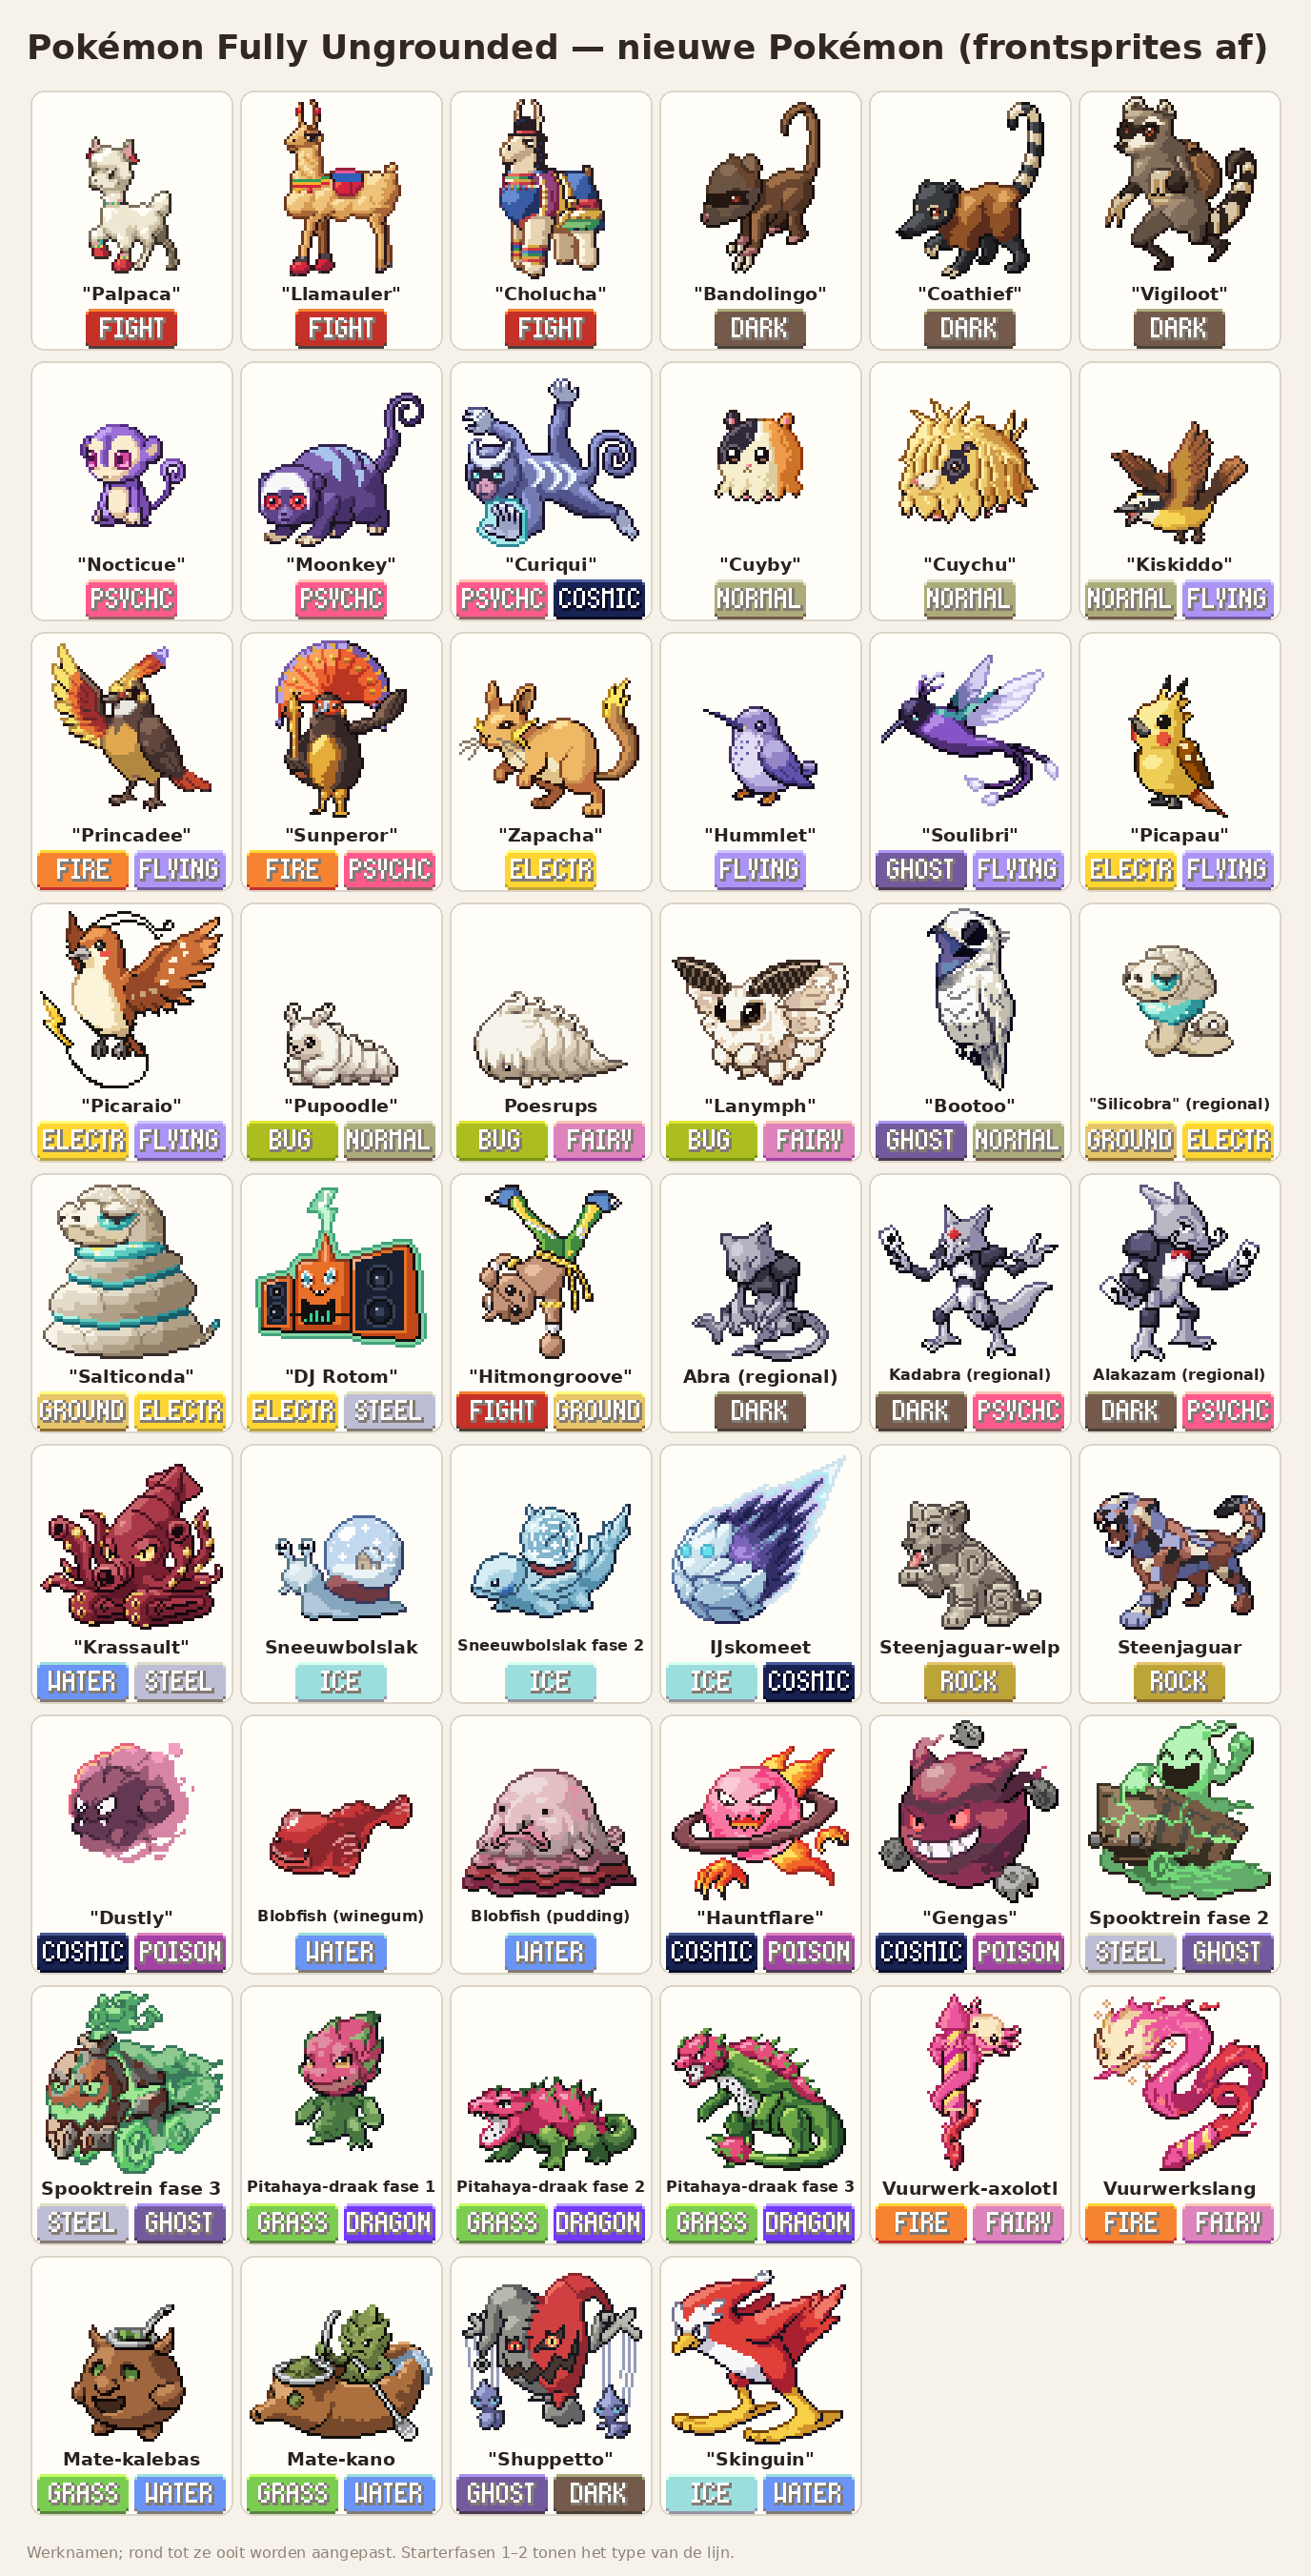 Pokémon Fully Ungrounded — nieuwe Pokémon (frontsprites af)
"Palpaca" "Llamauler" "Cholucha" "Bandolingo" "Coathief" "Vigiloot"
FIGHT FIGHT FIGHT DARK DARK DARK
"Nocticue" "Moonkey" "Curiqui" "Cuyby" "Cuychu" "Kiskiddo"
PSYCHC PSYCHC PSYCHC COSMIC NORMAL NORMAL NORMAL FLYING
"Princadee" "Sunperor" "Zapacha" "Hummlet" "Soulibri" "Picapau"
FIRE FLYING FIRE PSYCHC ELECTR FLYING GHOST FLYING ELECTR FLYING
"Picaraio" "Pupoodle" Poesrups "Lanymph" "Bootoo" "Silicobra" (regional)
ELECTR FLYING BUG NORMAL BUG FAIRY BUG FAIRY GHOST NORMAL GROUND ELECTR
"Salticonda" "DJ Rotom" "Hitmongroove" Abra (regional) Kadabra (regional) Alakazam (regional)
GROUND ELECTR ELECTR STEEL FIGHT GROUND DARK DARK PSYCHC DARK PSYCHC
"Krassault" Sneeuwbolslak Sneeuwbolslak fase 2 IJskomeet Steenjaguar-welp Steenjaguar
WATER STEEL ICE ICE ICE COSMIC ROCK ROCK
"Dustly" Blobfish (winegum) Blobfish (pudding) "Hauntflare" "Gengas" Spooktrein fase 2
COSMIC POISON WATER WATER COSMIC POISON COSMIC POISON STEEL GHOST
Spooktrein fase 3 Pitahaya-draak fase 1 Pitahaya-draak fase 2 Pitahaya-draak fase 3 Vuurwerk-axolotl Vuurwerkslang
STEEL GHOST GRASS DRAGON GRASS DRAGON GRASS DRAGON FIRE FAIRY FIRE FAIRY
Mate-kalebas Mate-kano "Shuppetto" "Skinguin"
GRASS WATER GRASS WATER GHOST DARK ICE WATER
Werknamen; rond tot ze ooit worden aangepast. Starterfasen 1–2 tonen het type van de lijn.